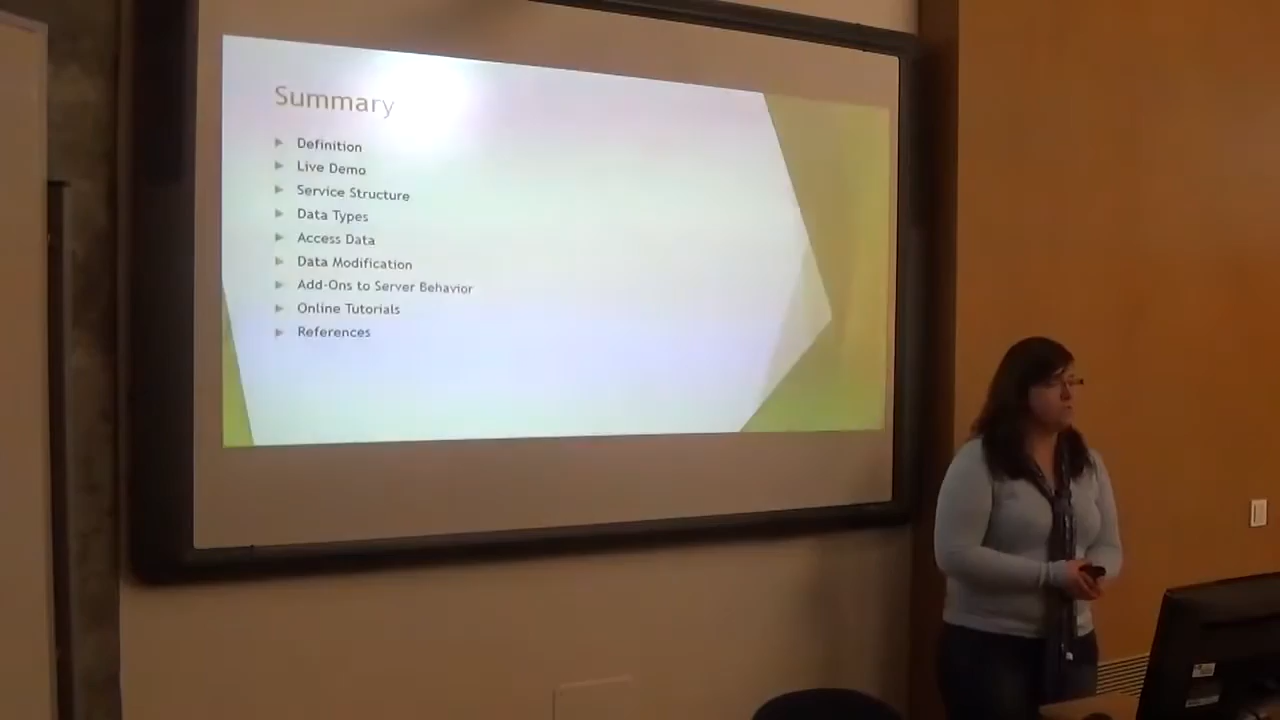 Summary
Definition
Live Demo
Service Structure
Data Types
Access Data
Data Modification
Add-Ons to Server Behavior
Online Tutorials
References